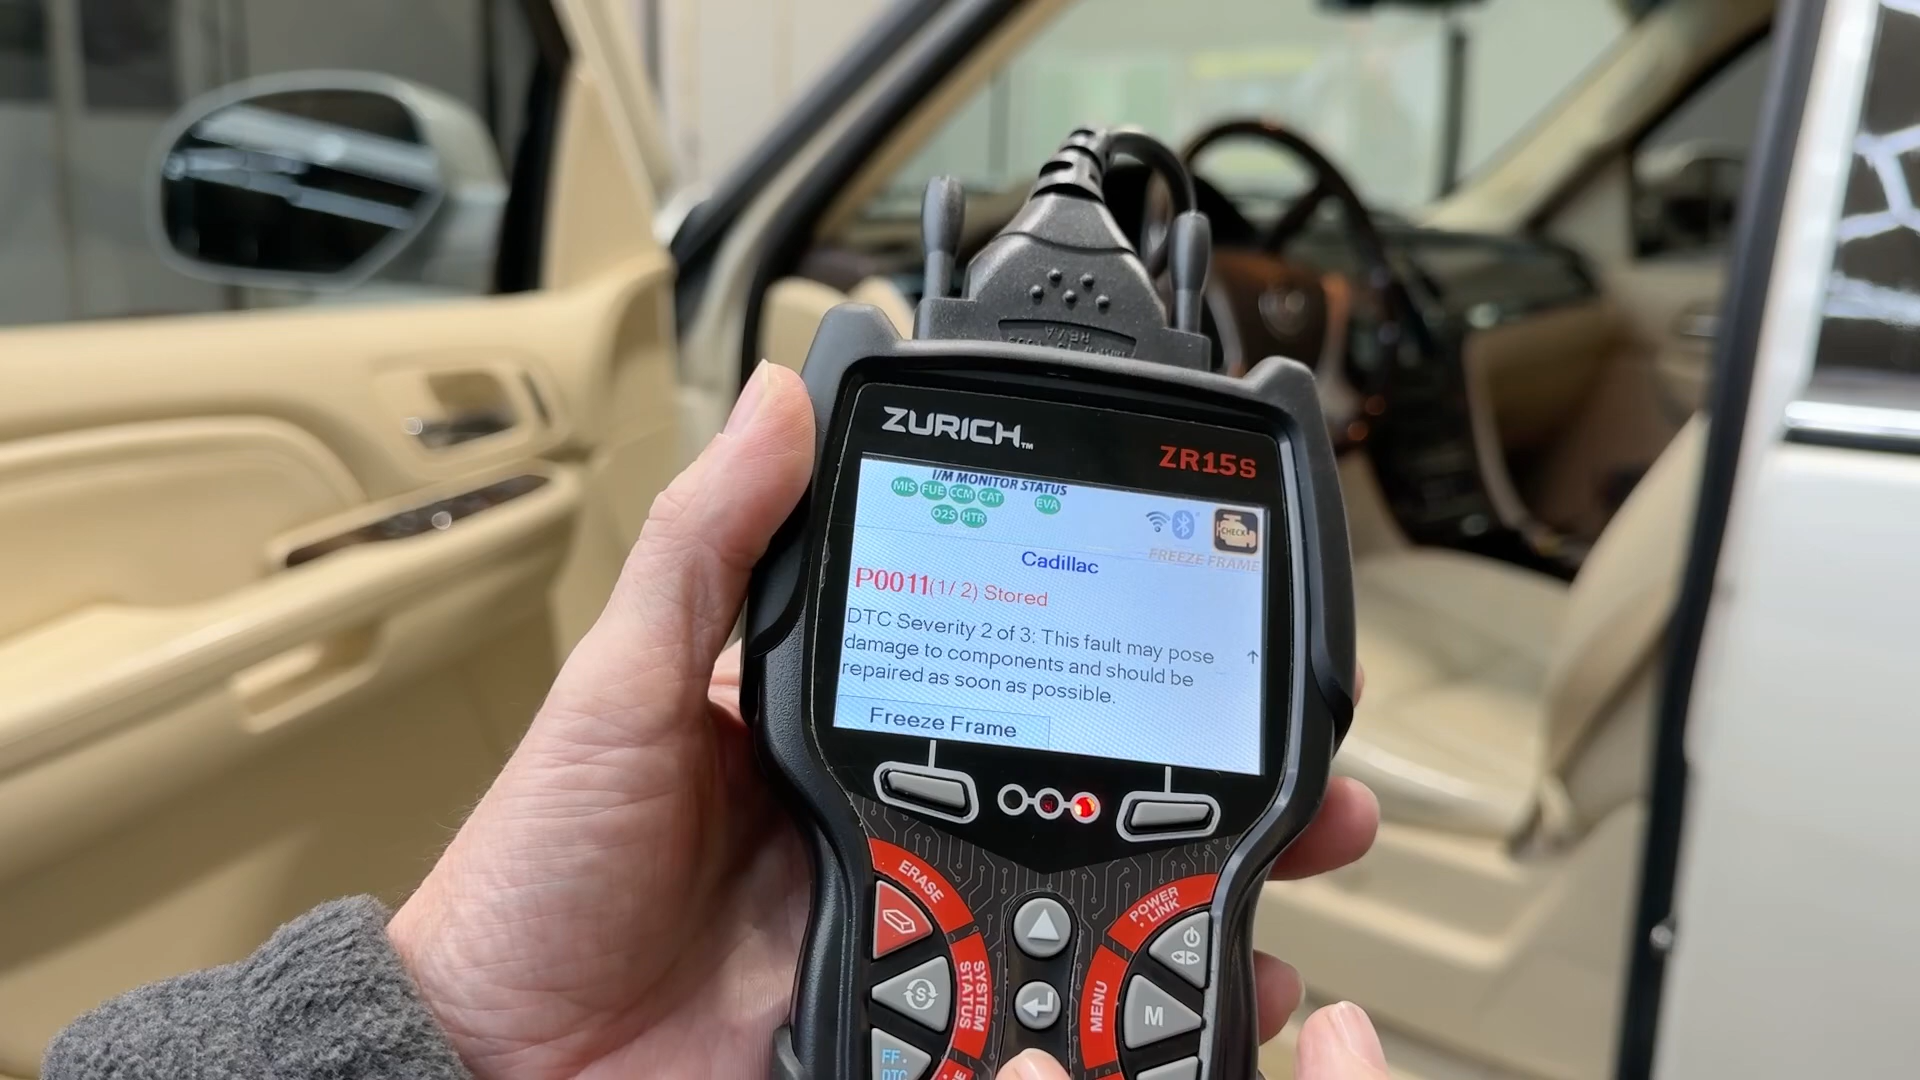 ZURICH™
ZR15S
I/M MONITOR STATUS
MIS FUE CCM CAT EVA
O2S HTR
CHECK
FREEZE FRAME
Cadillac
P0011(1/ 2) Stored
DTC Severity 2 of 3: This fault may pose
damage to components and should be
repaired as soon as possible.
Freeze Frame
ERASE
POWER
LINK
SYSTEM
STATUS
S
MENU
M
FF
DTC